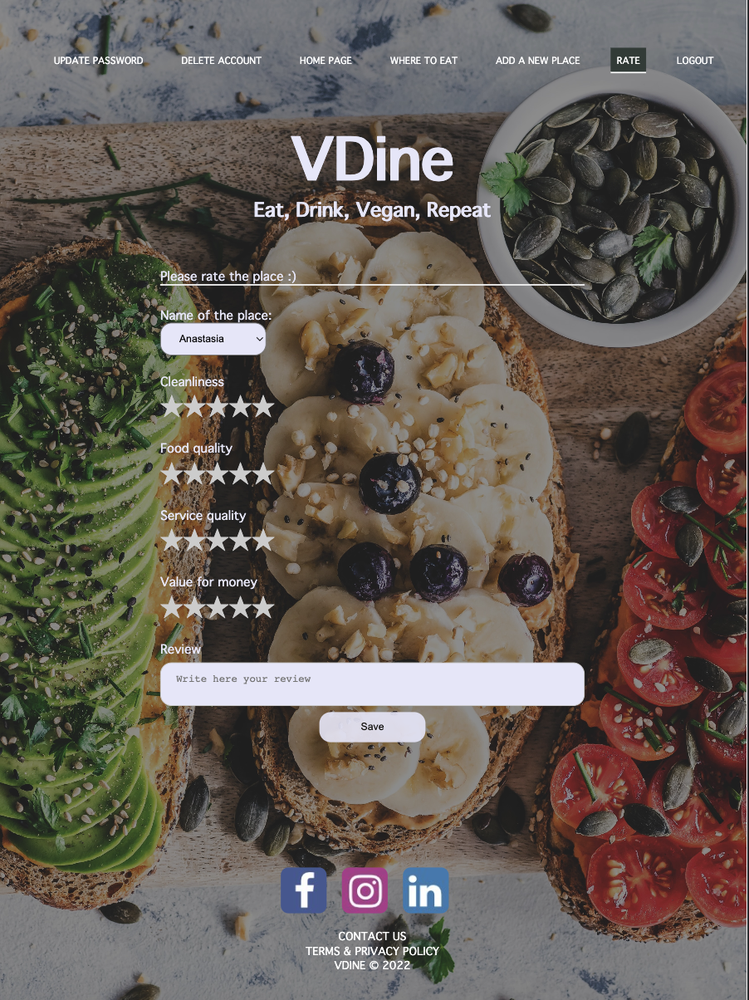 UPDATE PASSWORD DELETE ACCOUNT HOME PAGE WHERE TO EAT ADD A NEW PLACE RATE LOGOUT
VDine
Eat, Drink, Vegan, Repeat
Please rate the place :)
Name of the place:
Anastasia
Cleanliness
Food quality
Service quality
Value for money
Review
Write here your review
Save
f in
CONTACT US
TERMS & PRIVACY POLICY
VDINE © 2022